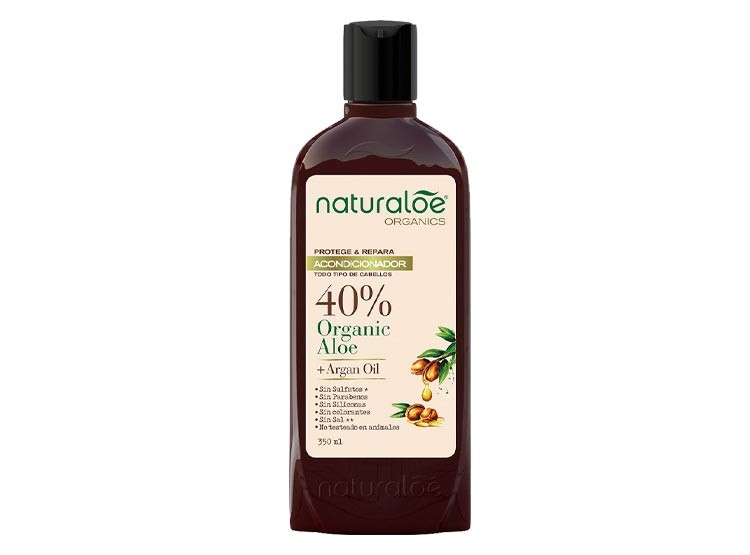 naturaloe®
ORGANICS
PROTEGE & REPARA
ACONDICIONADOR
TODO TIPO DE CABELLOS
40%
Organic
Aloe
+Argan Oil
•Sin Sulfatos *
•Sin Parabenos
•Sin Siliconas
•Sin colorantes
•Sin Sal **
•No testeado en animales
350 ml
naturaloe